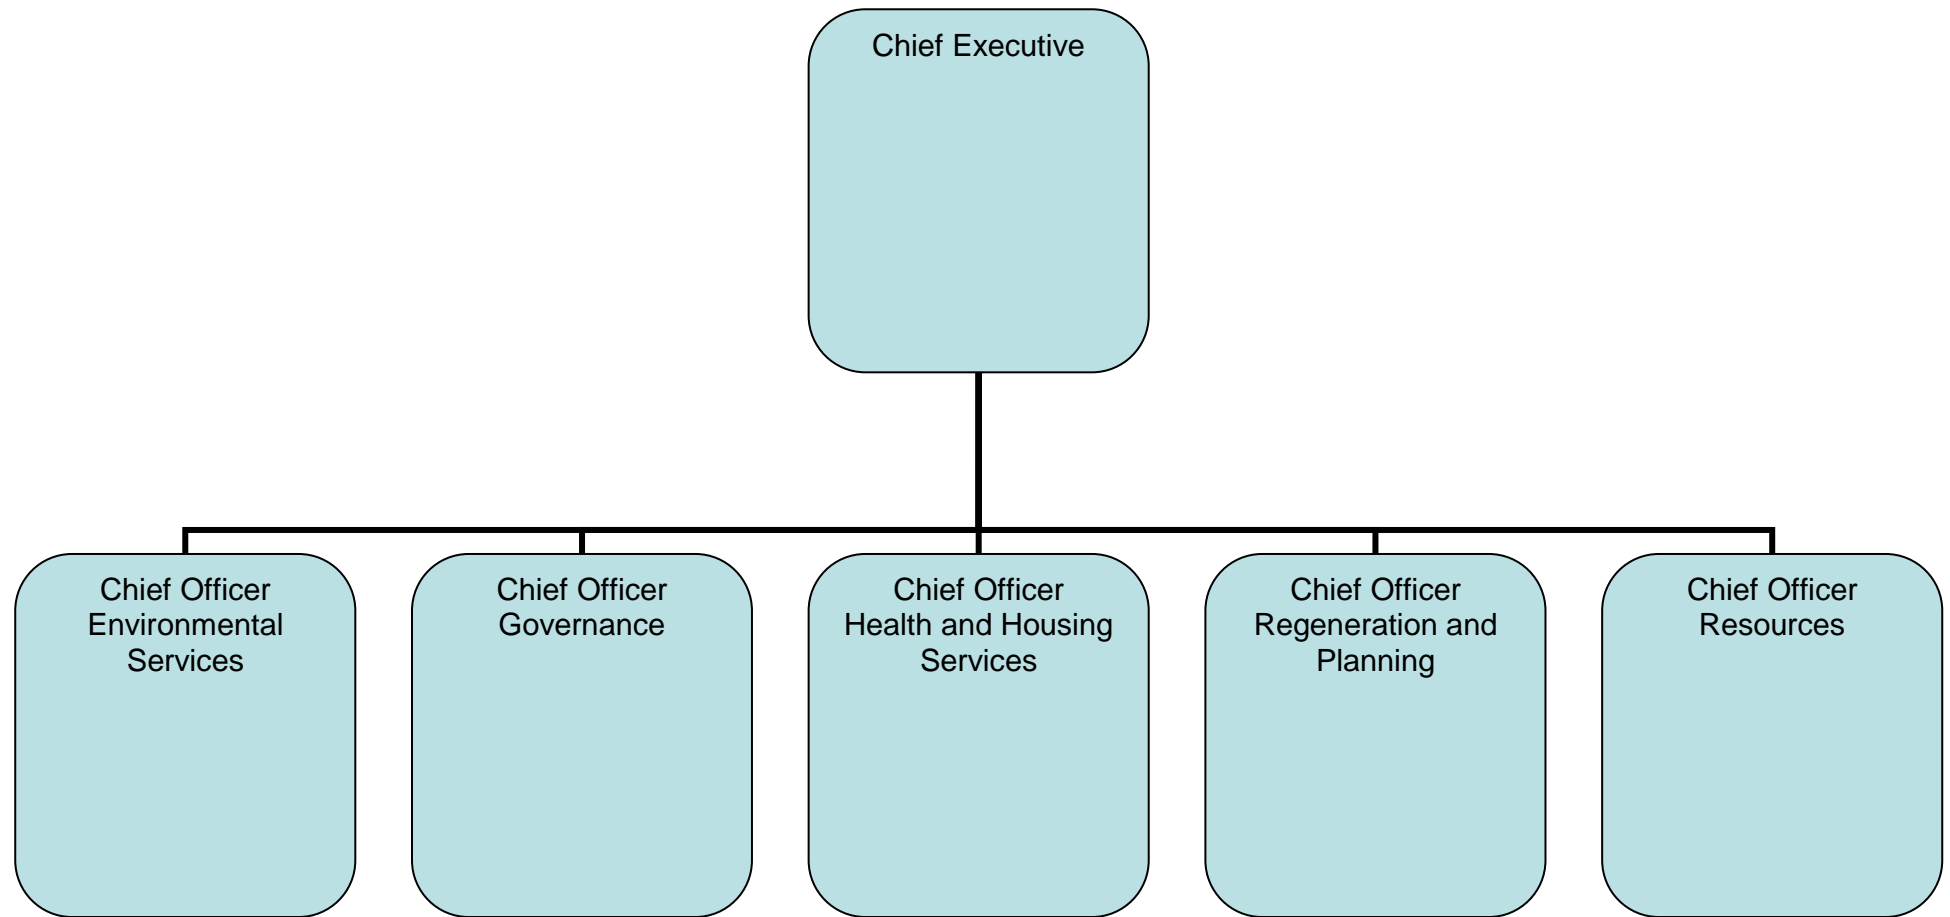 Chief Executive
Chief Officer
Environmental
Services
Chief Officer
Governance
Chief Officer
Health and Housing
Services
Chief Officer
Regeneration and
Planning
Chief Officer
Resources